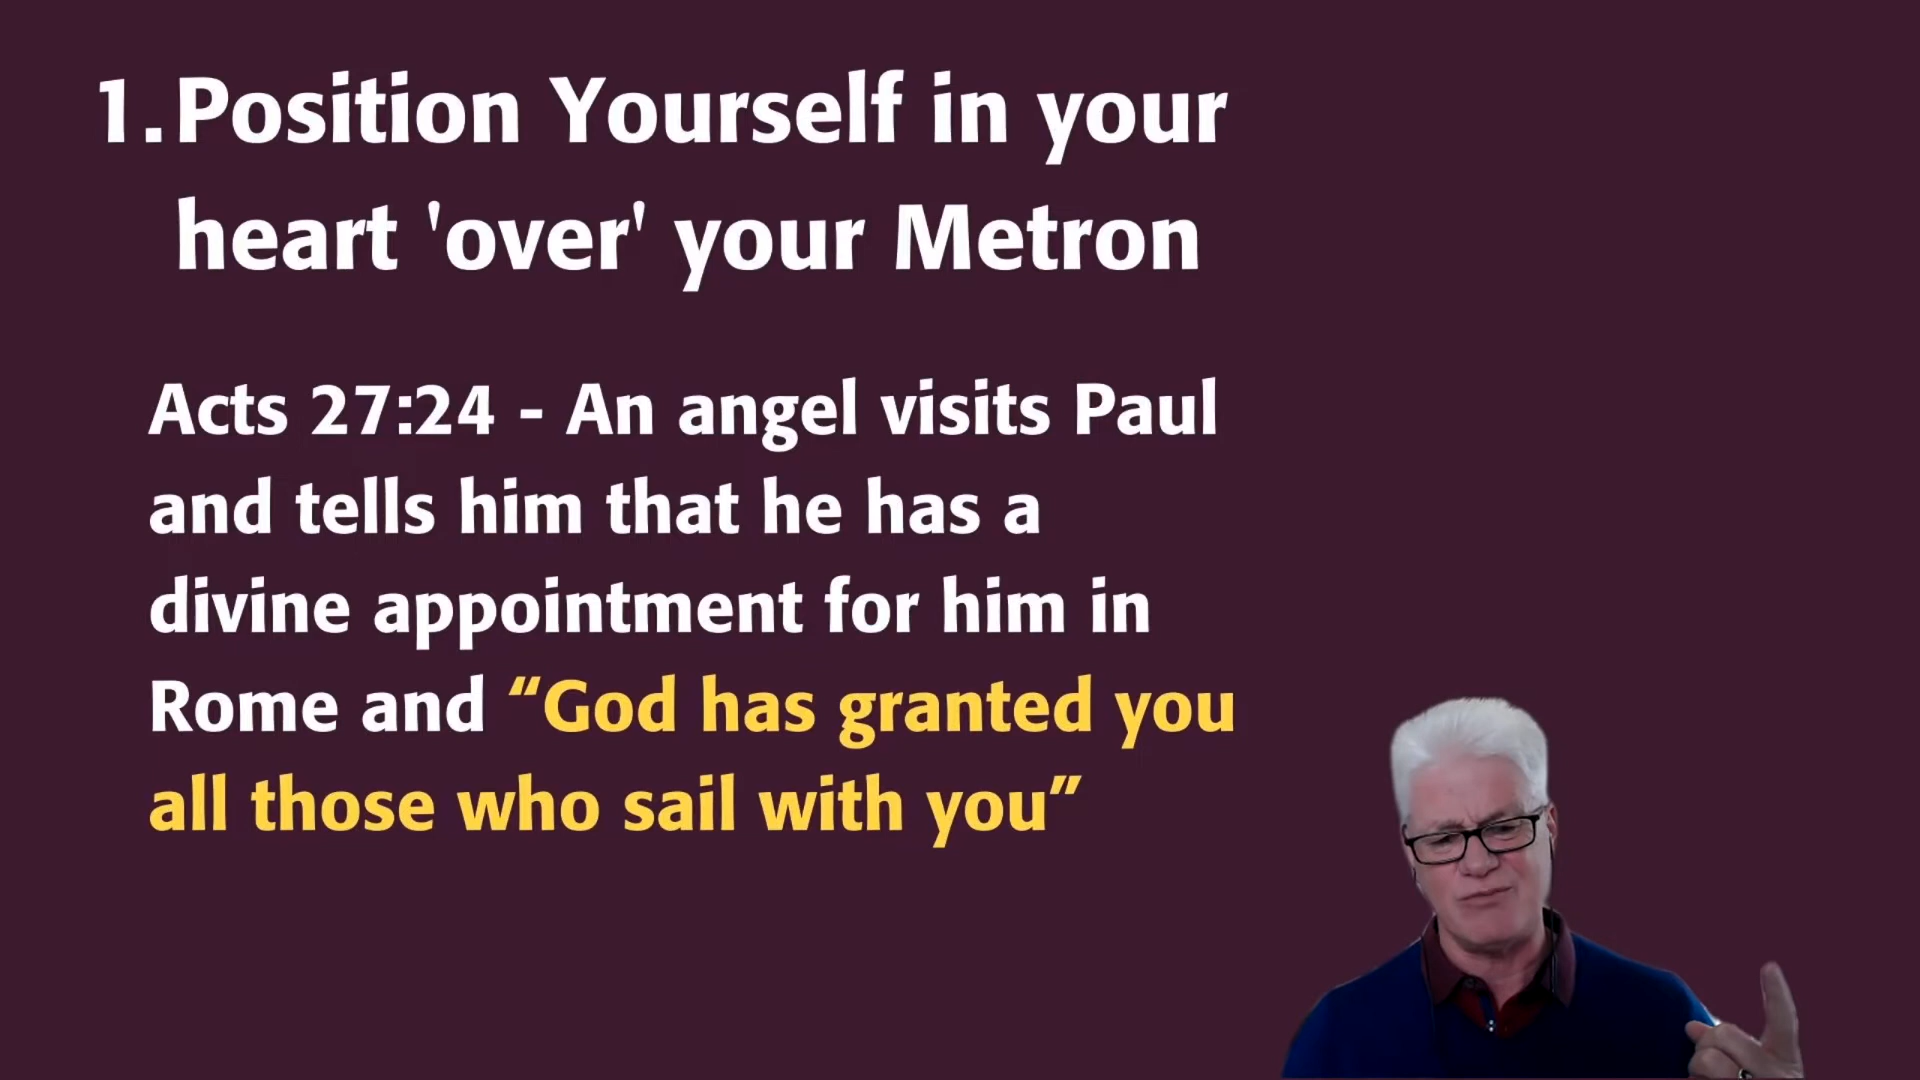 1. Position Yourself in your
heart 'over' your Metron
Acts 27:24 - An angel visits Paul
and tells him that he has a
divine appointment for him in
Rome and “God has granted you
all those who sail with you”